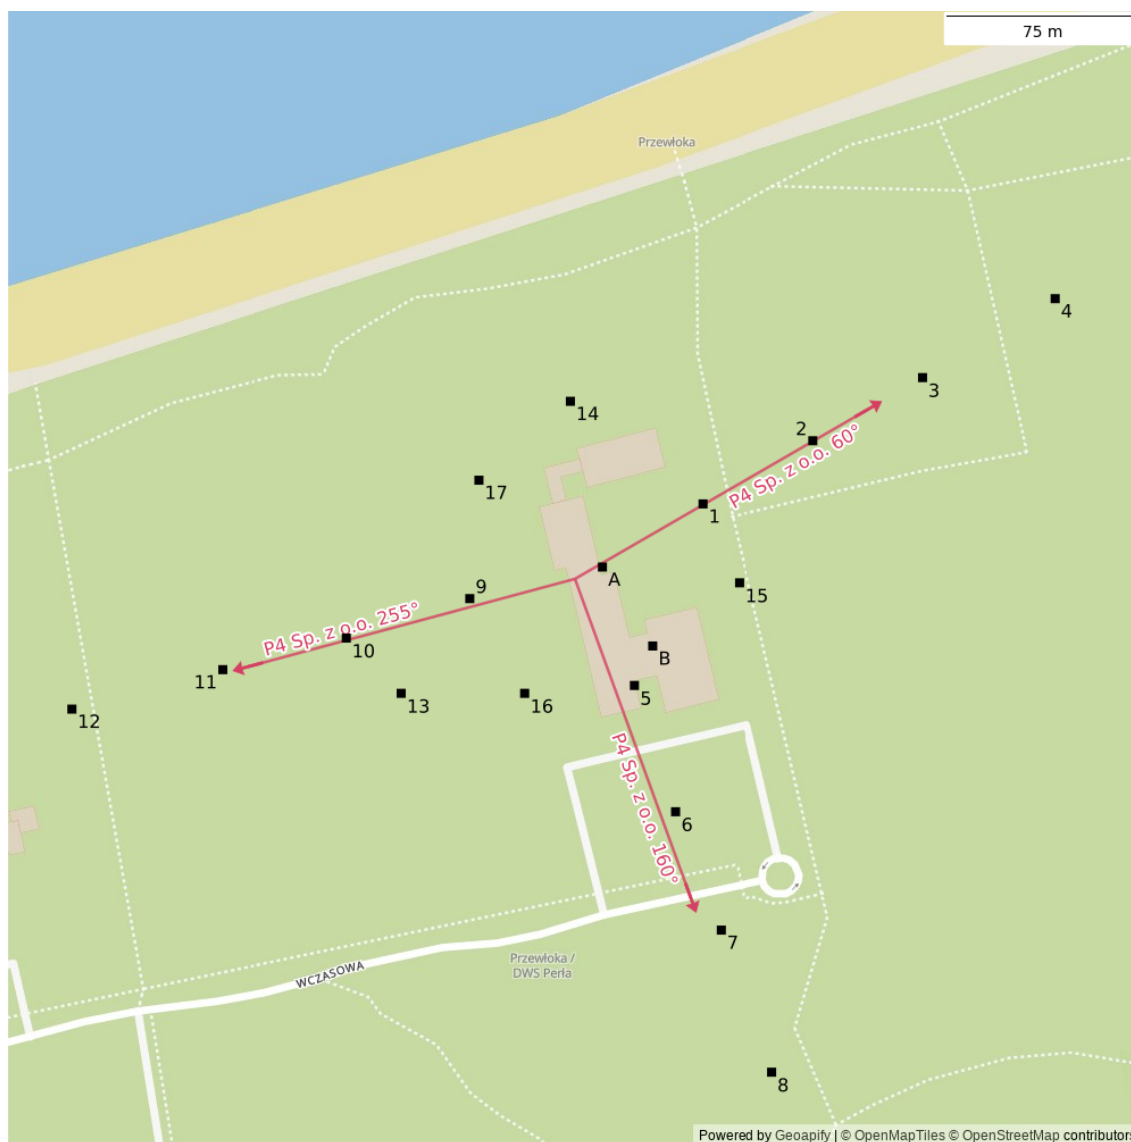 75 m
Przewłoka
4
3
14
2
P4 Sp. z o.o. 60°
17
1
A
15
9
P4 Sp. z o.o. 255°
10
B
11
5
13
16
12
P4 Sp. z o.o. 160°
6
7
Przewłoka /
DWS Perła
WCZASOWA
8
Powered by Geoapify | © OpenMapTiles © OpenStreetMap contributors